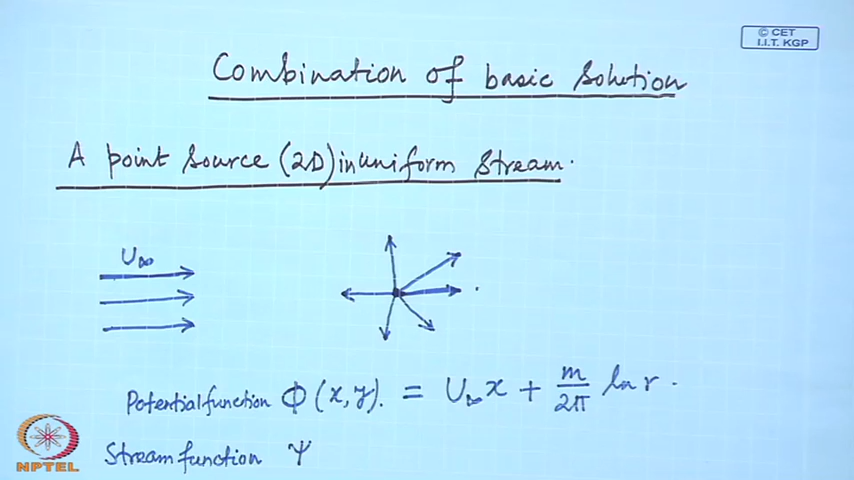 © CET
I.I.T. KGP
Combination of basic solution
A point source (2D) in uniform stream.
U∞
Potential function Φ (x, y). = U∞ x + m/2π ln r.
Stream function Ψ
NPTEL